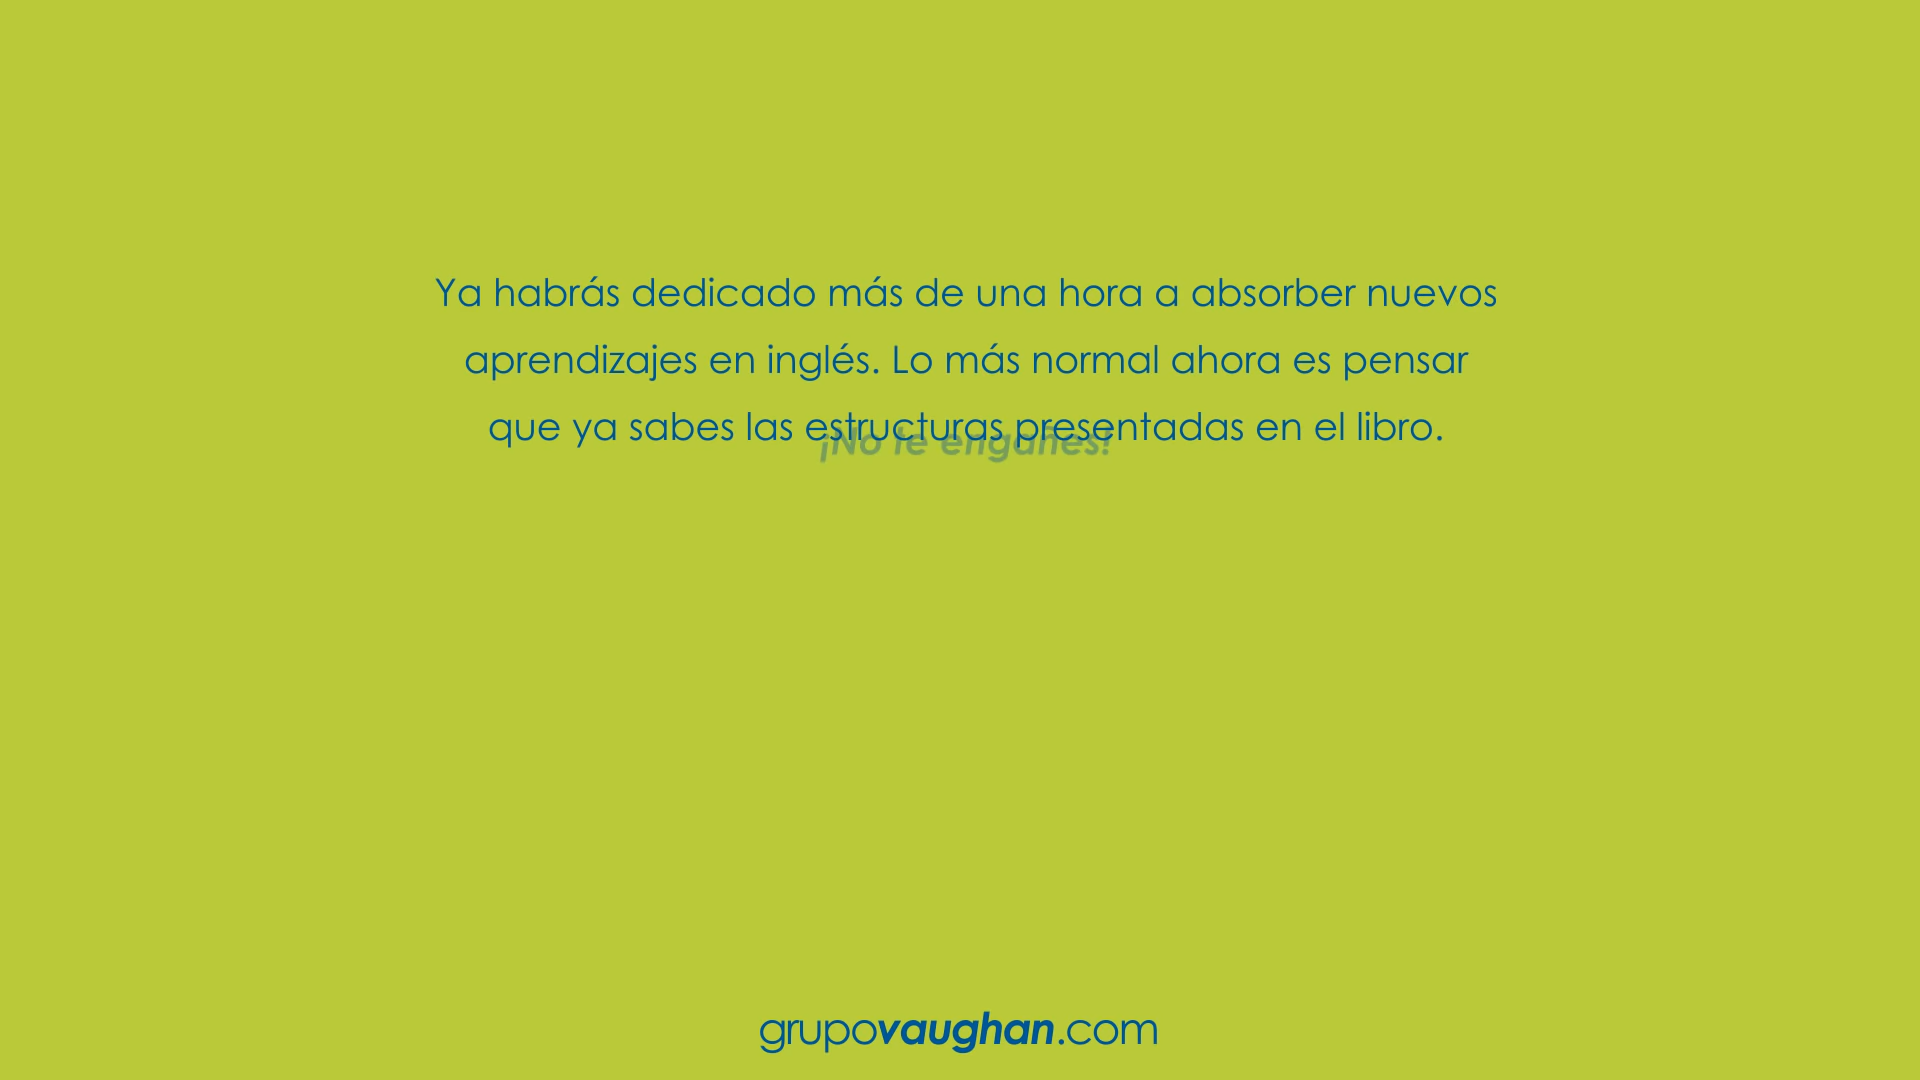 Ya habrás dedicado más de una hora a absorber nuevos
aprendizajes en inglés. Lo más normal ahora es pensar
que ya sabes las estructuras presentadas en el libro.
¡No te engañes!
grupovaughan.com